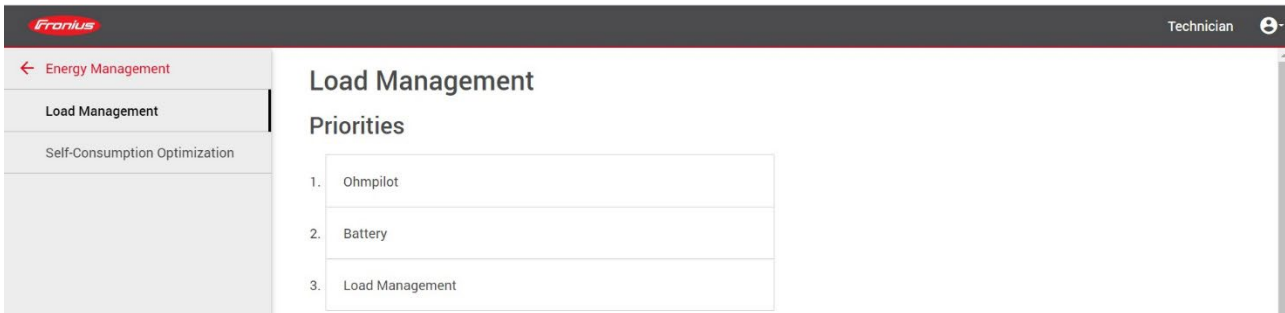 Fronius
Technician
Energy Management
Load Management
Self-Consumption Optimization
Load Management
Priorities
1. Ohmpilot
2. Battery
3. Load Management